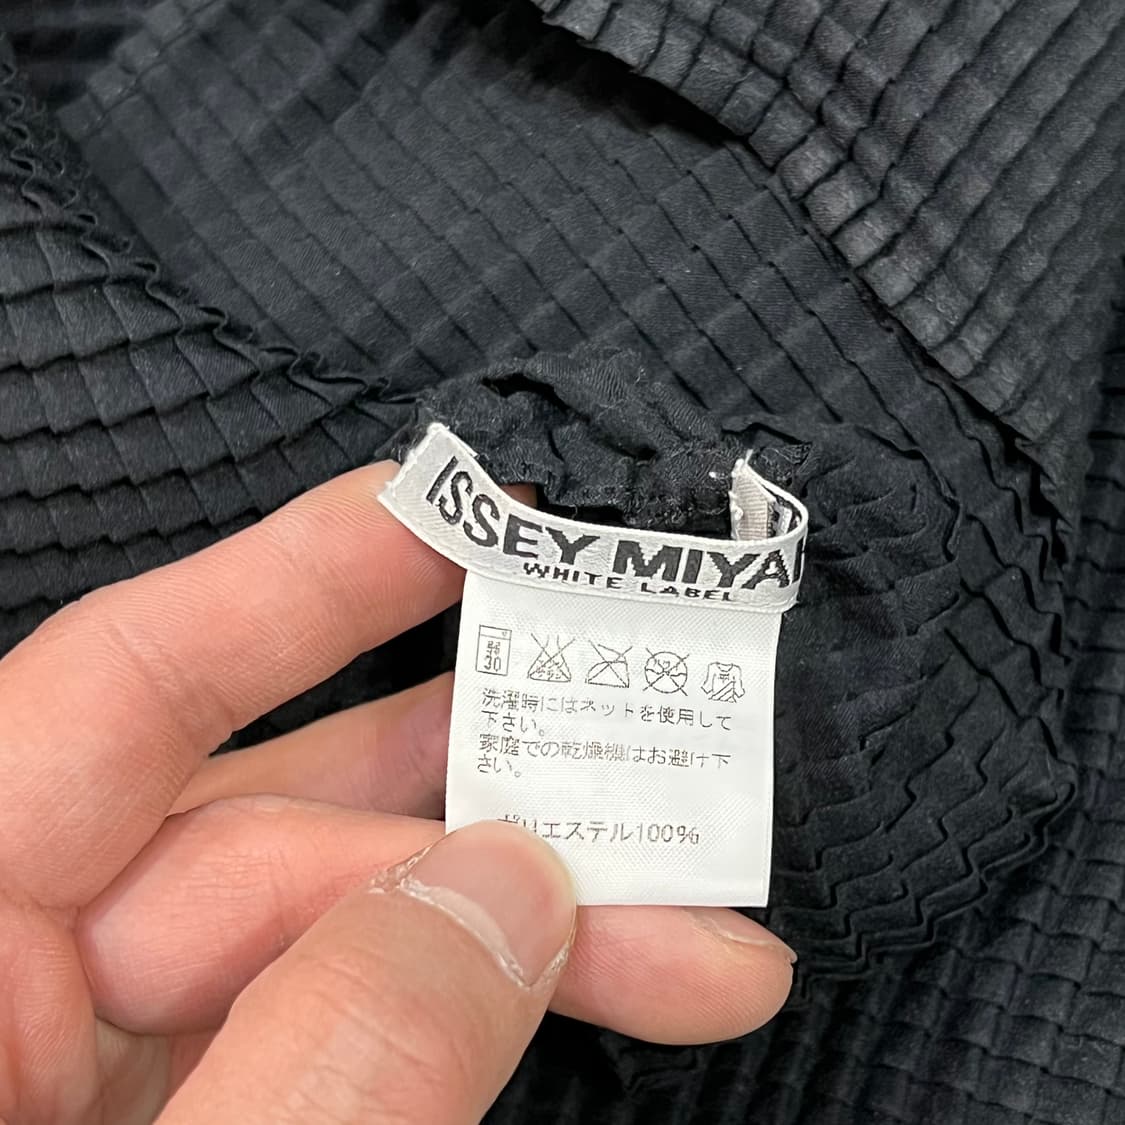 ISSEY MIYA
WHITE LABEL
弱
30
洗濯時にはネットを使用して
下さい。
家庭での乾燥機はお避け下
さい。
ポリエステル100%